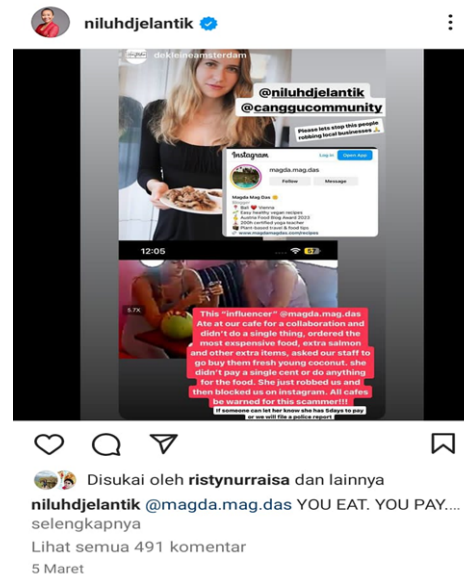 niluhdjelantik
dekleineamsterdam
@niluhdjelantik
@canggucommunity
Please lets stop this people
robbing local businesses 🙏
Instagram
Log in
Open App
magda.mag.das
Follow
Message
Magda Mag Das
Bali ❤️ Vienna
Easy healthy vegan recipes
Austria Food Blog Award 2023
200h certified yoga teacher
Plant-based travel & food tips
www.magdamagdas.com/recipes
12:05
57
5.7X
This "influencer" @magda.mag.das
Ate at our cafe for a collaboration and
didn't do a single thing, ordered the
most exspensive food, extra salmon
and other extra items, asked our staff to
go buy them fresh young coconut. she
didn't pay a single cent or do anything
for the food. She just robbed us and
then blocked us on instagram. All cafes
be warned for this scammer!!!
If someone can let her know she has 5days to pay
or we will file a police report
Disukai oleh ristynurraisa dan lainnya
niluhdjelantik @magda.mag.das YOU EAT. YOU PAY....
selengkapnya
Lihat semua 491 komentar
5 Maret